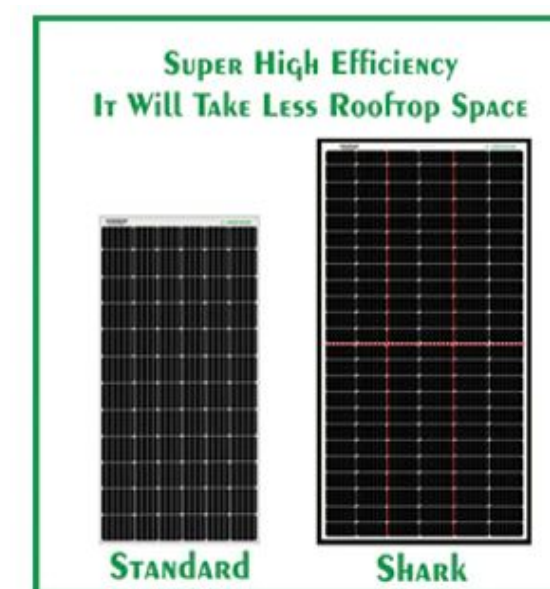 Super High Efficiency
It Will Take Less Rooftop Space
Standard
Shark